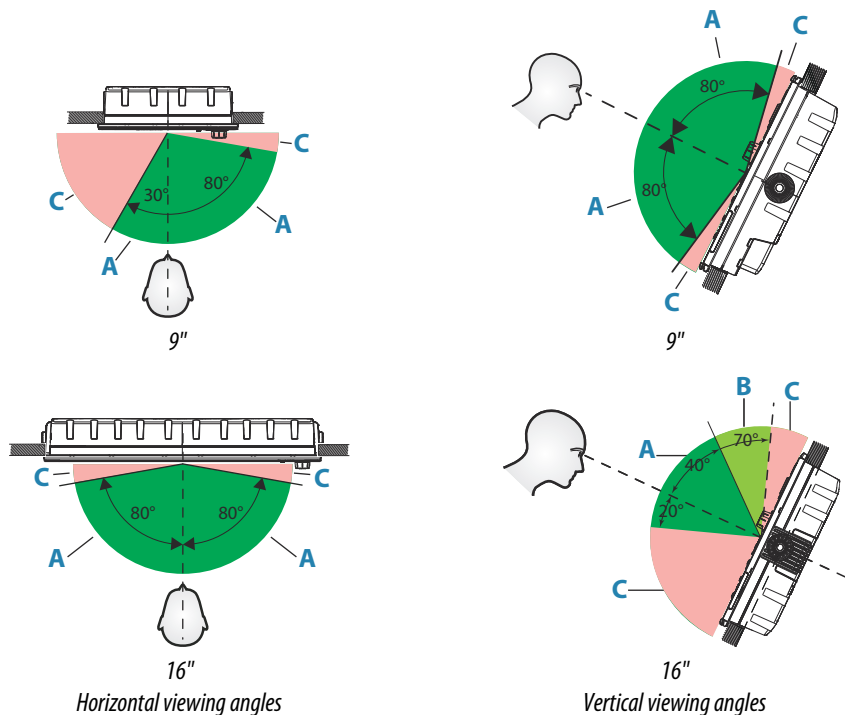 A
C
80°
80°
A
C
9"
C
C
30°
80°
A
A
9"
B
C
A
70°
40°
20°
C
16"
C
C
80°
80°
A
A
16"
Horizontal viewing angles
Vertical viewing angles